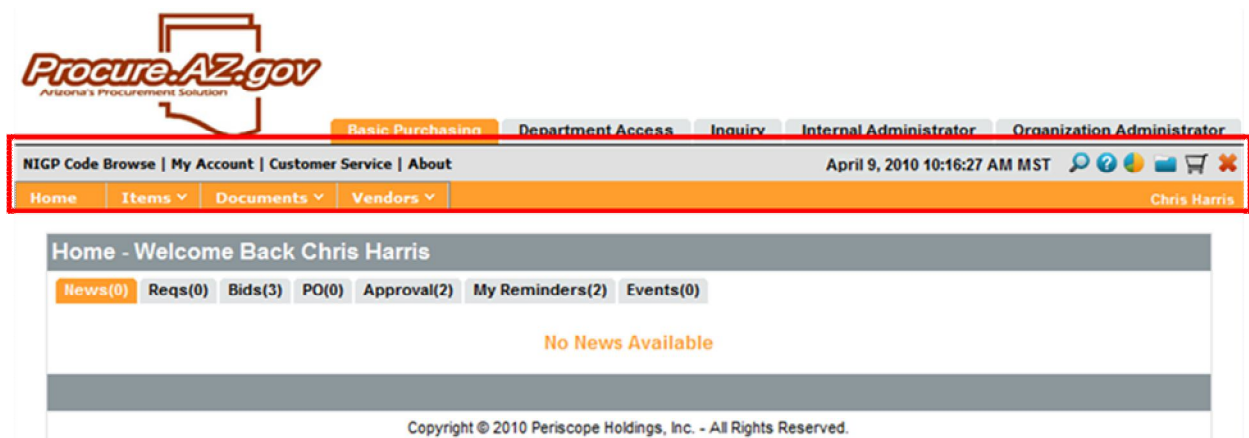 Procure.AZ.gov
Arizona's Procurement Solution
Basic Purchasing Department Access Inquiry Internal Administrator Organization Administrator
NIGP Code Browse | My Account | Customer Service | About April 9, 2010 10:16:27 AM MST
Home Items Documents Vendors Chris Harris
Home - Welcome Back Chris Harris
News(0) Reqs(0) Bids(3) PO(0) Approval(2) My Reminders(2) Events(0)
No News Available
Copyright © 2010 Periscope Holdings, Inc. - All Rights Reserved.